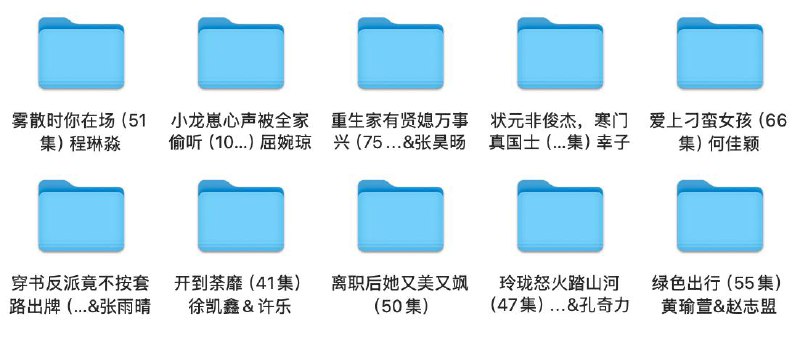 雾散时你在场（51
集）程琳淼
小龙崽心声被全家
偷听（10...）屈婉琼
重生家有贤媳万事
兴（75 ...&张昊旸
状元非俊杰，寒门
真国士（...集）幸子
爱上刁蛮女孩（66
集）何佳颖
穿书反派竟不按套
路出牌（...&张雨晴
开到荼靡（41集）
徐凯鑫＆许乐
离职后她又美又飒
（50集）
玲珑怒火踏山河
（47集）...&孔奇力
绿色出行（55集）
黄瑜萱&赵志盟